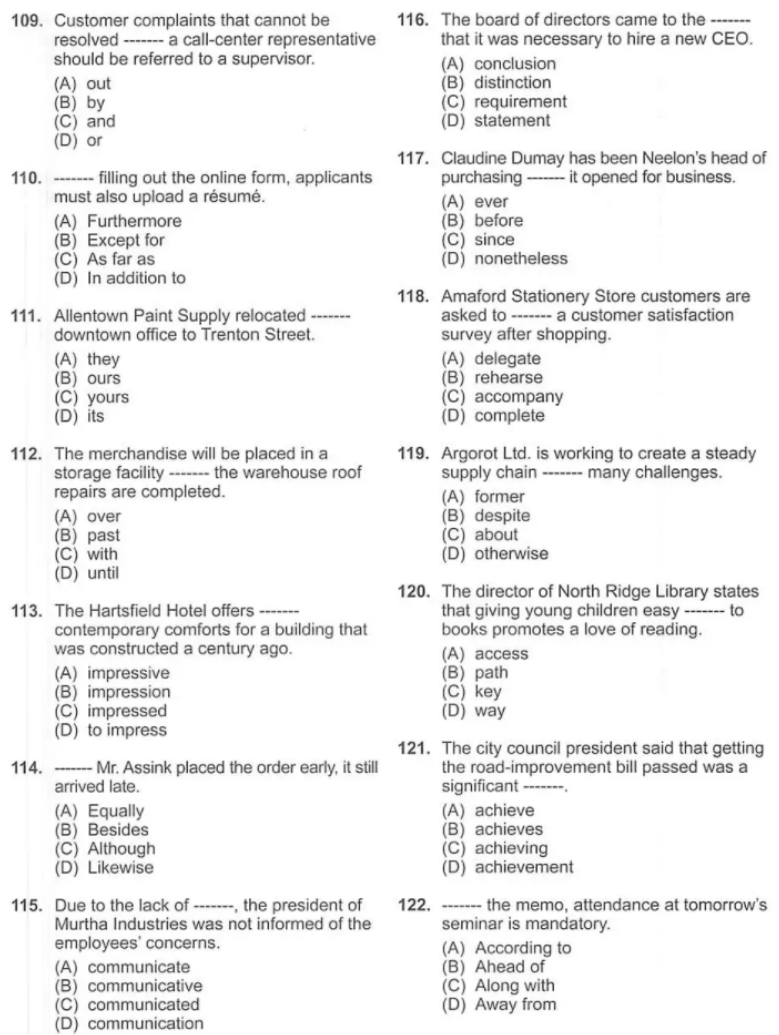 109. Customer complaints that cannot be
resolved ------- a call-center representative
should be referred to a supervisor.
(A) out
(B) by
(C) and
(D) or
110. ------- filling out the online form, applicants
must also upload a résumé.
(A) Furthermore
(B) Except for
(C) As far as
(D) In addition to
111. Allentown Paint Supply relocated -------
downtown office to Trenton Street.
(A) they
(B) ours
(C) yours
(D) its
112. The merchandise will be placed in a
storage facility ------- the warehouse roof
repairs are completed.
(A) over
(B) past
(C) with
(D) until
113. The Hartsfield Hotel offers -------
contemporary comforts for a building that
was constructed a century ago.
(A) impressive
(B) impression
(C) impressed
(D) to impress
114. ------- Mr. Assink placed the order early, it still
arrived late.
(A) Equally
(B) Besides
(C) Although
(D) Likewise
115. Due to the lack of -------, the president of
Murtha Industries was not informed of the
employees' concerns.
(A) communicate
(B) communicative
(C) communicated
(D) communication
116. The board of directors came to the -------
that it was necessary to hire a new CEO.
(A) conclusion
(B) distinction
(C) requirement
(D) statement
117. Claudine Dumay has been Neelon's head of
purchasing ------- it opened for business.
(A) ever
(B) before
(C) since
(D) nonetheless
118. Amaford Stationery Store customers are
asked to ------- a customer satisfaction
survey after shopping.
(A) delegate
(B) rehearse
(C) accompany
(D) complete
119. Argorot Ltd. is working to create a steady
supply chain ------- many challenges.
(A) former
(B) despite
(C) about
(D) otherwise
120. The director of North Ridge Library states
that giving young children easy ------- to
books promotes a love of reading.
(A) access
(B) path
(C) key
(D) way
121. The city council president said that getting
the road-improvement bill passed was a
significant -------.
(A) achieve
(B) achieves
(C) achieving
(D) achievement
122. ------- the memo, attendance at tomorrow's
seminar is mandatory.
(A) According to
(B) Ahead of
(C) Along with
(D) Away from